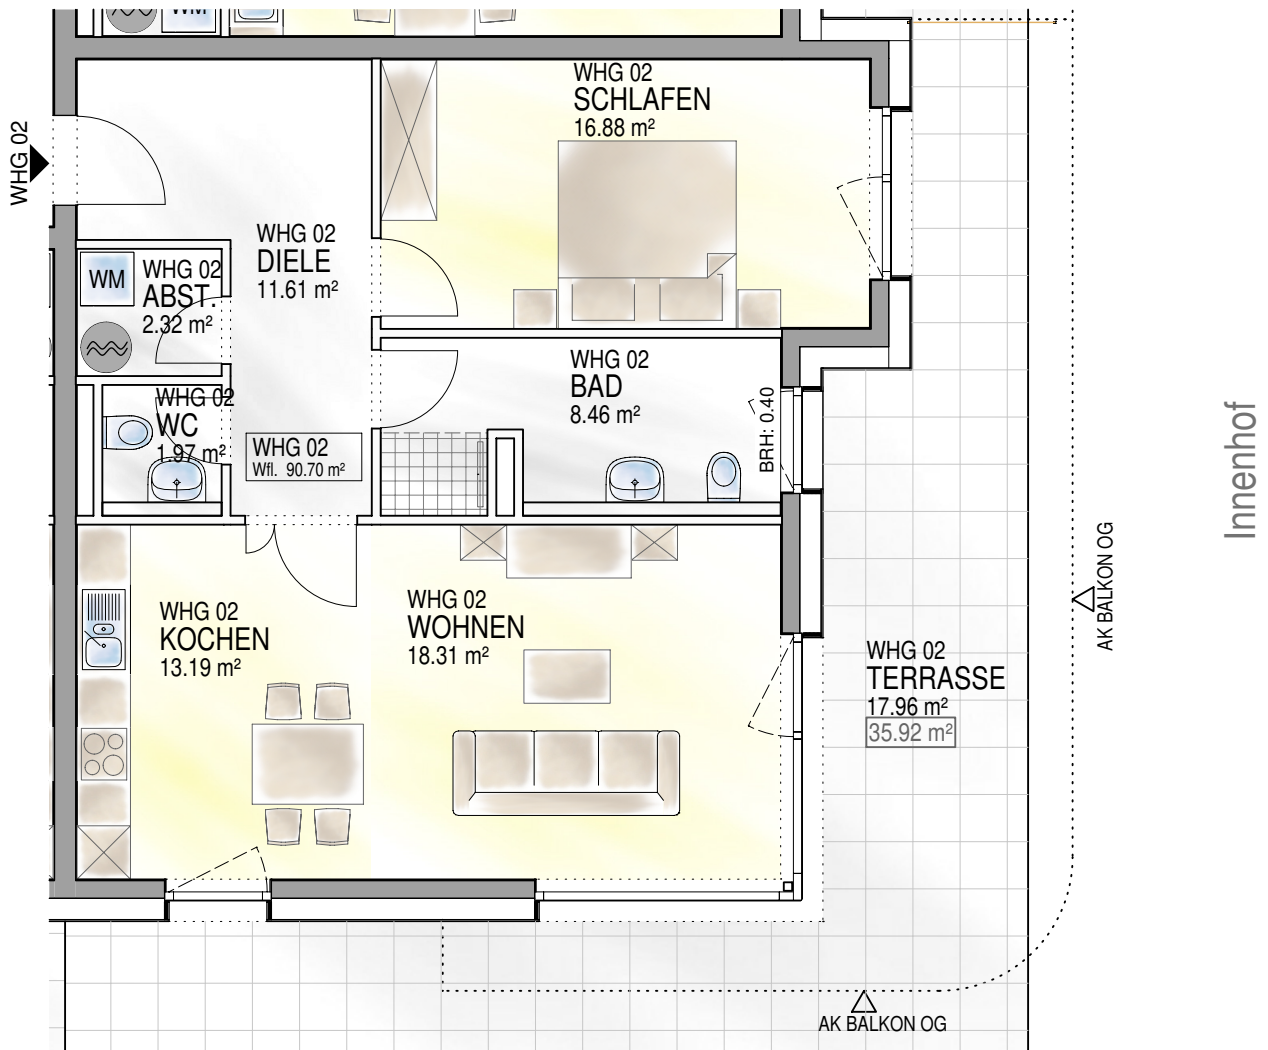 WM
WHG 02
SCHLAFEN
16.88 m²
WHG 02
WHG 02
DIELE
11.61 m²
WM
WHG 02
ABST.
2.32 m²
WHG 02
BAD
8.46 m²
BRH: 0.40
WHG 02
WC
1.97 m²
WHG 02
Wfl. 90.70 m²
Innenhof
AK BALKON OG
WHG 02
KOCHEN
13.19 m²
WHG 02
WOHNEN
18.31 m²
WHG 02
TERRASSE
17.96 m²
35.92 m²
AK BALKON OG